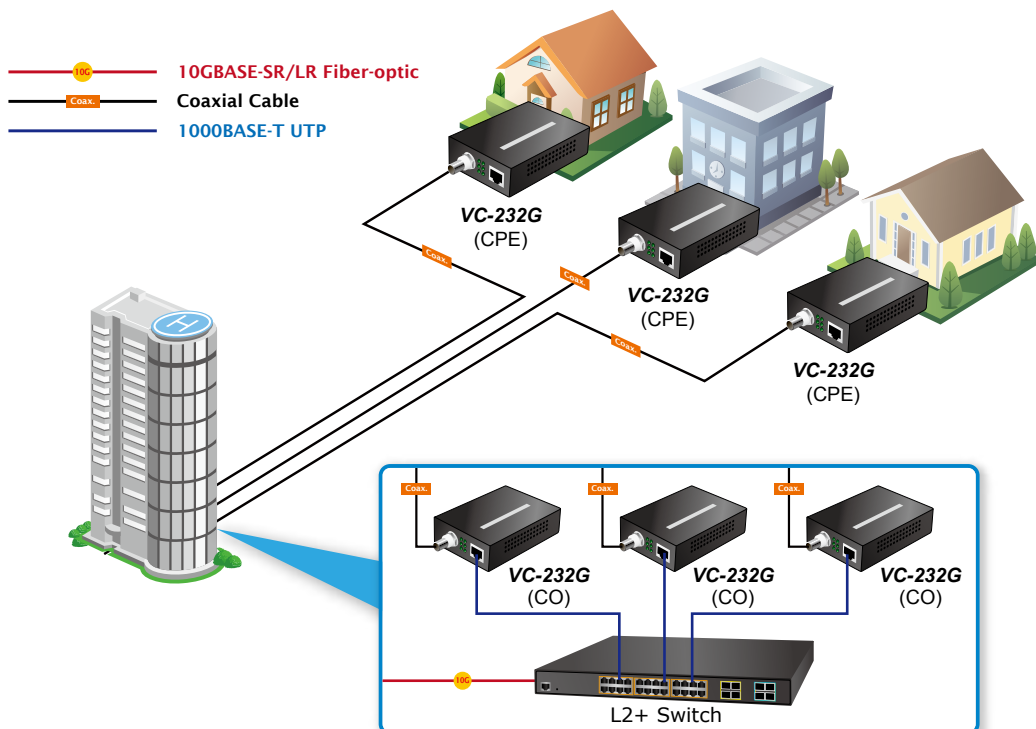 10G
10GBASE-SR/LR Fiber-optic
Coax.
Coaxial Cable
1000BASE-T UTP
VC-232G
(CPE)
Coax.
VC-232G
(CPE)
Coax.
VC-232G
(CPE)
Coax.
H
Coax.
Coax.
Coax.
VC-232G
(CO)
VC-232G
(CO)
VC-232G
(CO)
10G
L2+ Switch